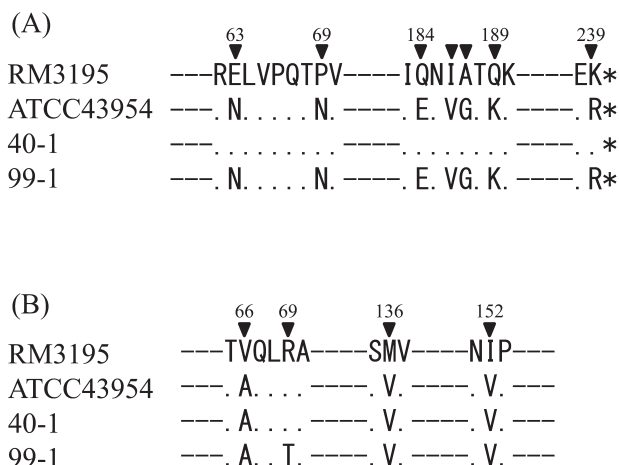 (A)
63 69 184 189 239
RM3195 ---RELVPQTPV----IQNIATQK----EK*
ATCC43954 ---.N.....N.----.E.VG.K.----.R*
40-1 ---.........----........----..*
99-1 ---.N.....N.----.E.VG.K.----.R*
(B)
66 69 136 152
RM3195 ---TVQLRA----SMV----NIP---
ATCC43954 ---.A....----.V.----.V.---
40-1 ---.A....----.V.----.V.---
99-1 ---.A..T.----.V.----.V.---